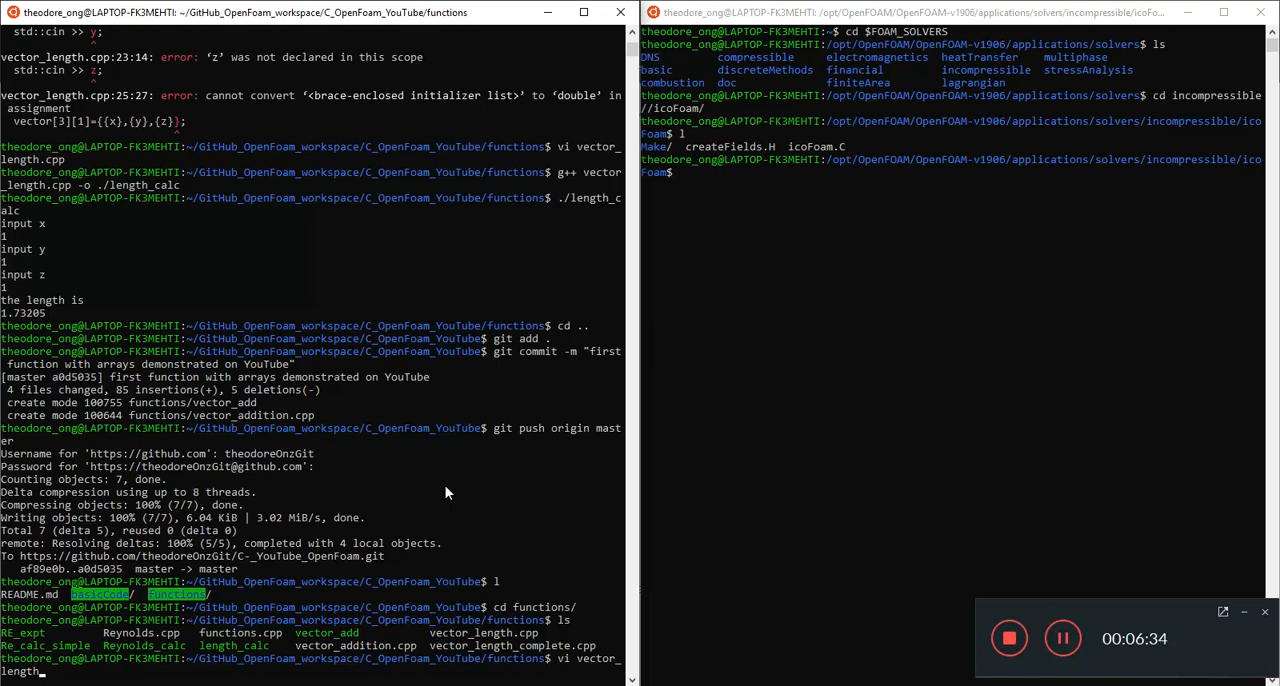 theodore_ong@LAPTOP-FK3MEHTI: ~/GitHub_OpenFoam_workspace/C_OpenFoam_YouTube/functions
std::cin >> y;
^
vector_length.cpp:23:14: error: ‘z’ was not declared in this scope
std::cin >> z;
^
vector_length.cpp:25:27: error: cannot convert ‘<brace-enclosed initializer list>’ to ‘double’ in
assignment
vector[3][1]={{x},{y},{z}};
^
theodore_ong@LAPTOP-FK3MEHTI:~/GitHub_OpenFoam_workspace/C_OpenFoam_YouTube/functions$ vi vector_
length.cpp
theodore_ong@LAPTOP-FK3MEHTI:~/GitHub_OpenFoam_workspace/C_OpenFoam_YouTube/functions$ g++ vector
_length.cpp -o ./length_calc
theodore_ong@LAPTOP-FK3MEHTI:~/GitHub_OpenFoam_workspace/C_OpenFoam_YouTube/functions$ ./length_c
alc
input x
1
input y
1
input z
1
the length is
1.73205
theodore_ong@LAPTOP-FK3MEHTI:~/GitHub_OpenFoam_workspace/C_OpenFoam_YouTube/functions$ cd ..
theodore_ong@LAPTOP-FK3MEHTI:~/GitHub_OpenFoam_workspace/C_OpenFoam_YouTube$ git add .
theodore_ong@LAPTOP-FK3MEHTI:~/GitHub_OpenFoam_workspace/C_OpenFoam_YouTube$ git commit -m "first
function with arrays demonstrated on YouTube"
[master a0d5035] first function with arrays demonstrated on YouTube
4 files changed, 85 insertions(+), 5 deletions(-)
create mode 100755 functions/vector_add
create mode 100644 functions/vector_addition.cpp
theodore_ong@LAPTOP-FK3MEHTI:~/GitHub_OpenFoam_workspace/C_OpenFoam_YouTube$ git push origin mast
er
Username for 'https://github.com': theodoreOnzGit
Password for 'https://theodoreOnzGit@github.com':
Counting objects: 7, done.
Delta compression using up to 8 threads.
Compressing objects: 100% (7/7), done.
Writing objects: 100% (7/7), 6.04 KiB | 3.02 MiB/s, done.
Total 7 (delta 5), reused 0 (delta 0)
remote: Resolving deltas: 100% (5/5), completed with 4 local objects.
To https://github.com/theodoreOnzGit/C-_YouTube_OpenFoam.git
af89e0b..a0d5035  master -> master
theodore_ong@LAPTOP-FK3MEHTI:~/GitHub_OpenFoam_workspace/C_OpenFoam_YouTube$ l
README.md  basicCode/  functions/
theodore_ong@LAPTOP-FK3MEHTI:~/GitHub_OpenFoam_workspace/C_OpenFoam_YouTube$ cd functions/
theodore_ong@LAPTOP-FK3MEHTI:~/GitHub_OpenFoam_workspace/C_OpenFoam_YouTube/functions$ ls
RE_expt  Reynolds.cpp  functions.cpp  vector_add  vector_length.cpp
Re_calc_simple  Reynolds_calc  length_calc  vector_addition.cpp  vector_length_complete.cpp
theodore_ong@LAPTOP-FK3MEHTI:~/GitHub_OpenFoam_workspace/C_OpenFoam_YouTube/functions$ vi vector_
length
theodore_ong@LAPTOP-FK3MEHTI: /opt/OpenFOAM/OpenFOAM-v1906/applications/solvers/incompressible/icoFo...
theodore_ong@LAPTOP-FK3MEHTI:~$ cd $FOAM_SOLVERS
theodore_ong@LAPTOP-FK3MEHTI:/opt/OpenFOAM/OpenFOAM-v1906/applications/solvers$ ls
DNS  compressible  electromagnetics  heatTransfer  multiphase
basic  discreteMethods  financial  incompressible  stressAnalysis
combustion  doc  finiteArea  lagrangian
theodore_ong@LAPTOP-FK3MEHTI:/opt/OpenFOAM/OpenFOAM-v1906/applications/solvers$ cd incompressible
//icoFoam/
theodore_ong@LAPTOP-FK3MEHTI:/opt/OpenFOAM/OpenFOAM-v1906/applications/solvers/incompressible/ico
Foam$ l
Make/  createFields.H  icoFoam.C
theodore_ong@LAPTOP-FK3MEHTI:/opt/OpenFOAM/OpenFOAM-v1906/applications/solvers/incompressible/ico
Foam$
00:06:34